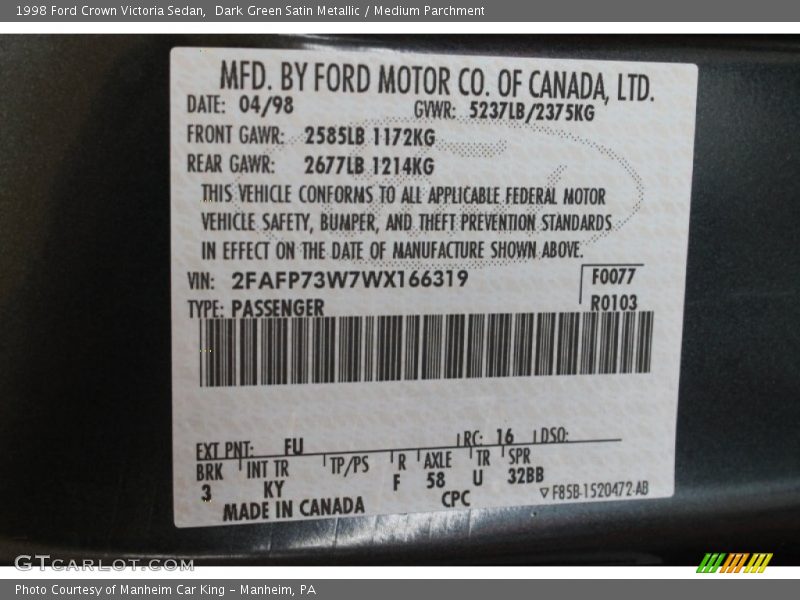 1998 Ford Crown Victoria Sedan,  Dark Green Satin Metallic / Medium Parchment
MFD. BY FORD MOTOR CO. OF CANADA, LTD.
DATE: 04/98 GVWR: 5237LB/2375KG
FRONT GAWR: 2585LB 1172KG
REAR GAWR: 2677LB 1214KG
THIS VEHICLE CONFORMS TO ALL APPLICABLE FEDERAL MOTOR
VEHICLE SAFETY, BUMPER, AND THEFT PREVENTION STANDARDS
IN EFFECT ON THE DATE OF MANUFACTURE SHOWN ABOVE.
VIN: 2FAFP73W7WX166319 F0077
TYPE: PASSENGER R0103
EXT PNT: FU RC: 16 DSO:
BRK INT TR TP/PS R AXLE TR SPR
3 KY F 58 U 32BB
MADE IN CANADA CPC ▽F85B-1520472-AB
GTCARLOT.COM
Photo Courtesy of Manheim Car King – Manheim, PA